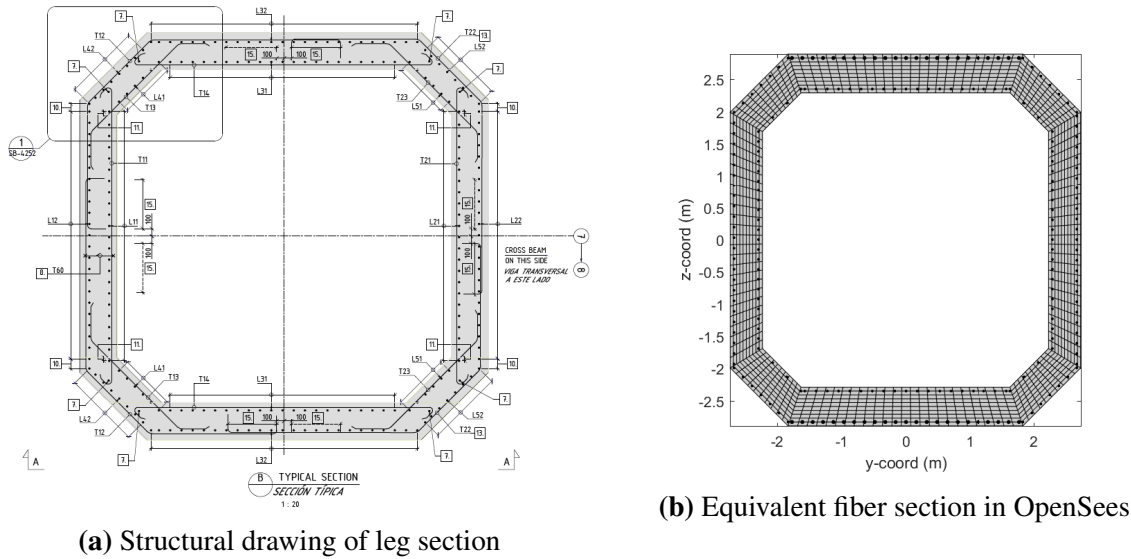 7.
L32
7.
T12
L42
T22
13.
L52
15.
100
100
15.
7.
7.
L41
L31
T23
10.
T14
L51
10.
T13
11.
11.
1
SB-4252
T11
T21
15.
100
15.
100
L12
L11
L21
L22
7
100
15.
100
15.
CROSS BEAM
ON THIS SIDE
VIGA TRANSVERSAL
A ESTE LADO
8
8.
T60
11.
11.
10.
L41
L51
10.
T13
T14
L31
T23
7.
15.
100
100
15.
7.
L42
L52
T12
T22
13.
7.
L32
7.
A
A
B
TYPICAL SECTION
SECCIÓN TÍPICA
1 : 20
(a) Structural drawing of leg section
2.5
2
1.5
1
0.5
0
-0.5
-1
-1.5
-2
-2.5
z-coord (m)
-2
-1
0
1
2
y-coord (m)
(b) Equivalent fiber section in OpenSees